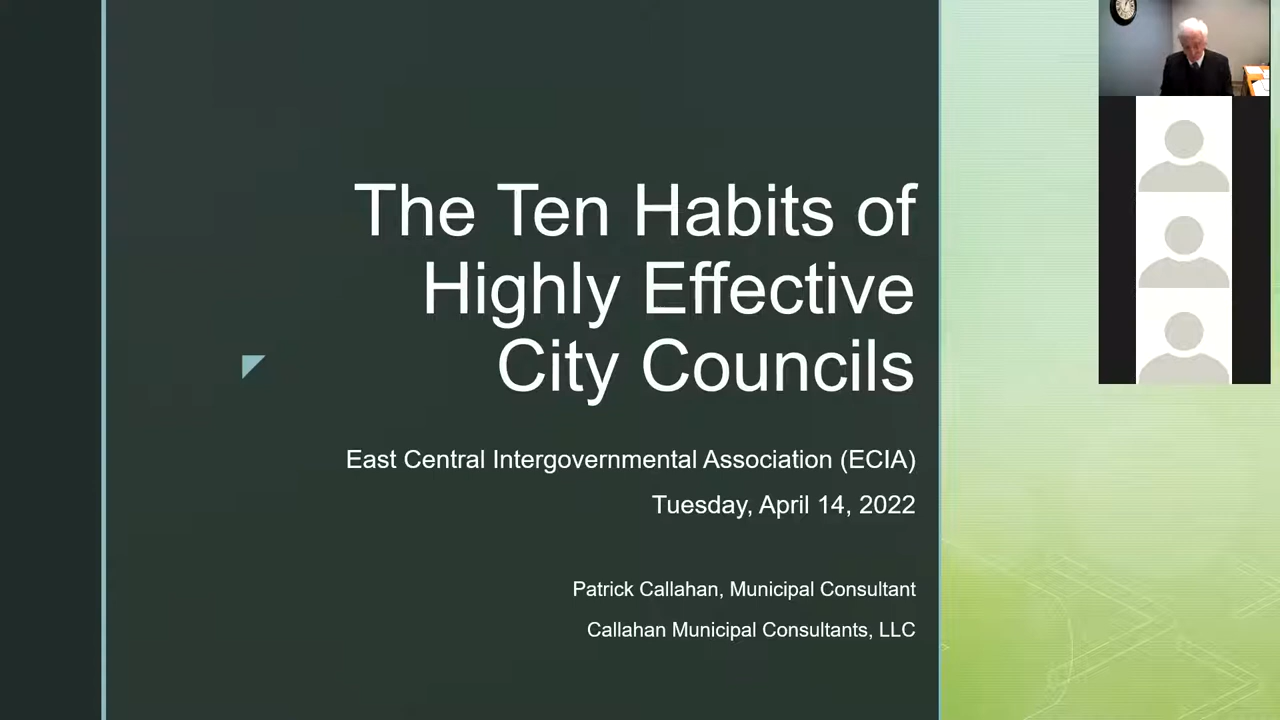 The Ten Habits of
Highly Effective
City Councils
East Central Intergovernmental Association (ECIA)
Tuesday, April 14, 2022
Patrick Callahan, Municipal Consultant
Callahan Municipal Consultants, LLC